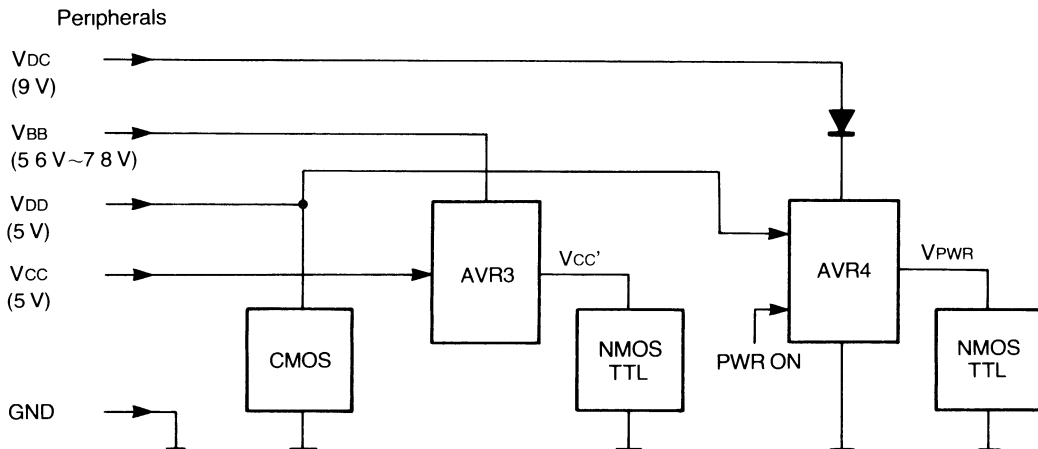 Peripherals
VDC
(9 V)
VBB
(5 6 V~7 8 V)
VDD
(5 V)
VCC
(5 V)
GND
CMOS
AVR3
VCC'
NMOS
TTL
PWR ON
AVR4
VPWR
NMOS
TTL